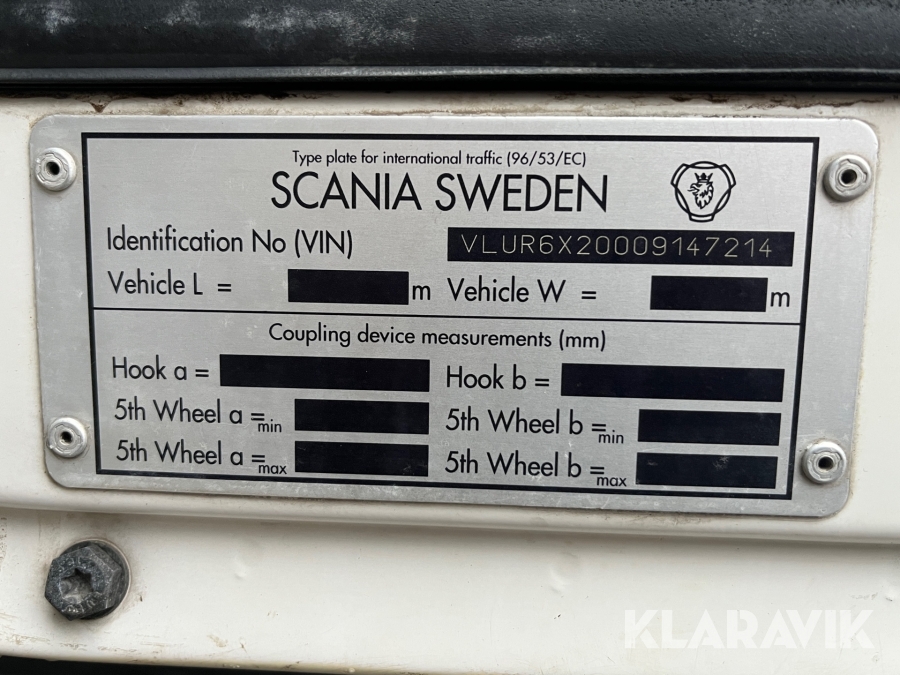 Type plate for international traffic (96/53/EC)
SCANIA SWEDEN
Identification No (VIN) VLUR6X20009147214
Vehicle L = m Vehicle W = m
Coupling device measurements (mm)
Hook a = Hook b =
5th Wheel a =min 5th Wheel b =min
5th Wheel a =max 5th Wheel b =max
KLARAVIK